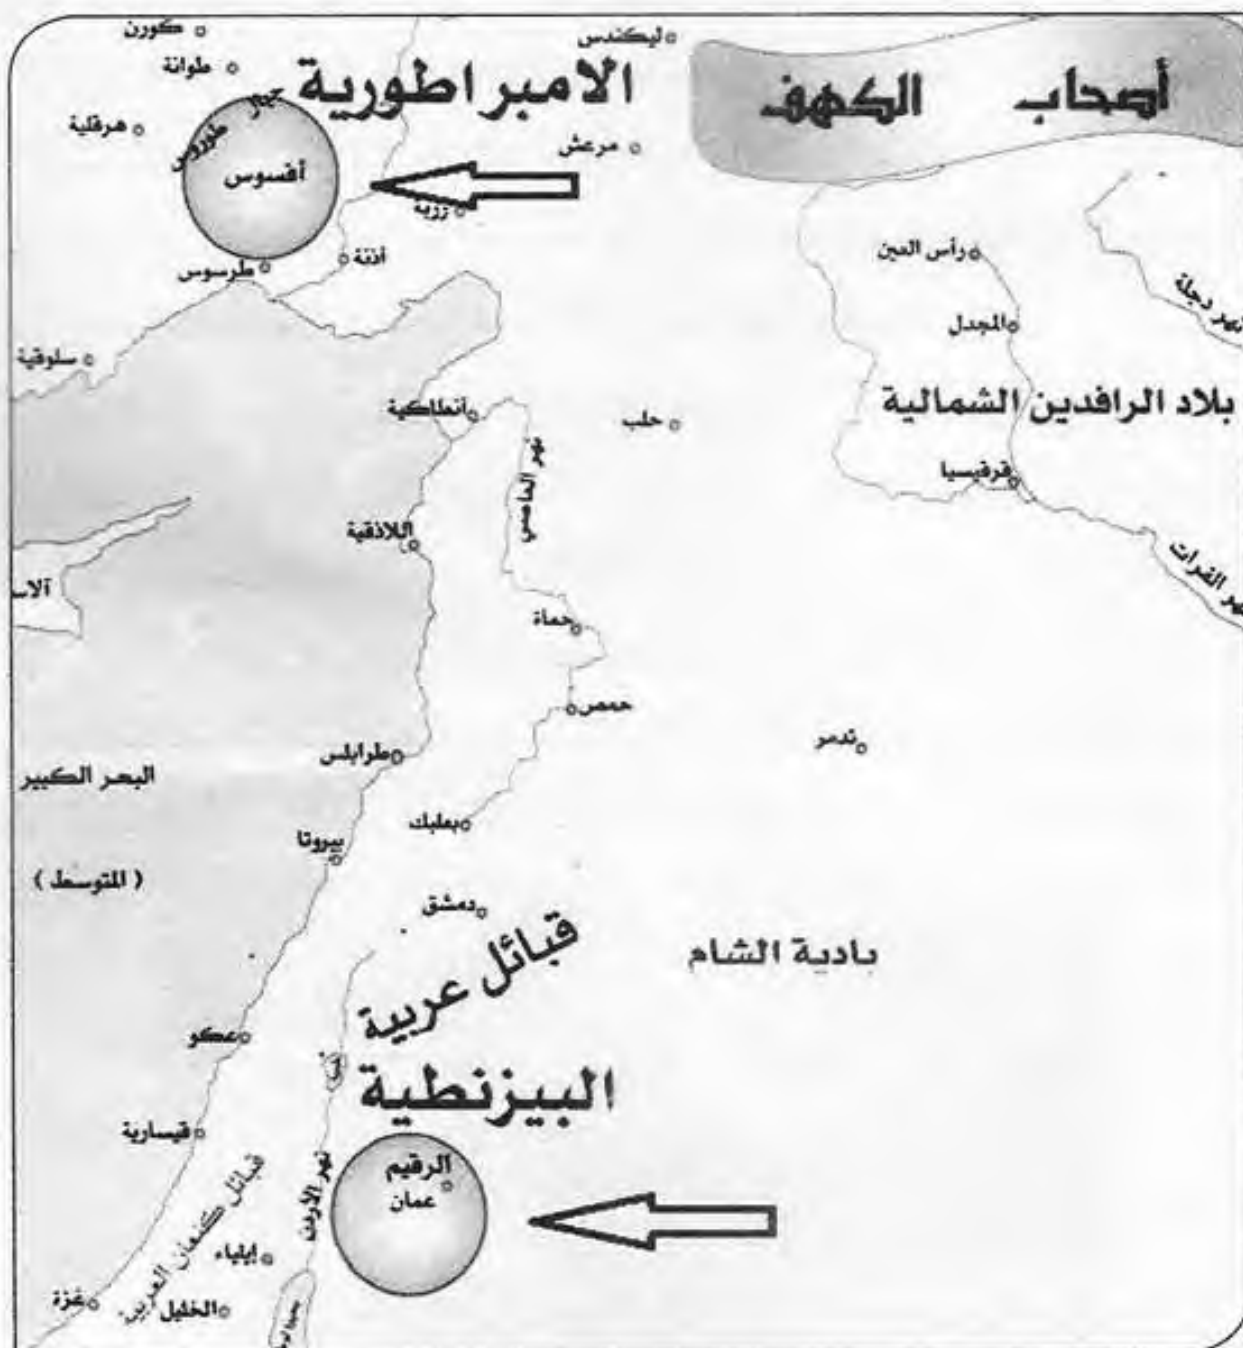 أصحاب الكهف
ليكندس
كورن
طوانة
الامبراطورية
هرقلية
مرعش
جبال طوروس
أفسوس
زربة
أذنة
طرسوس
رأس العين
نهر دجلة
المجدل
سلوقية
بلاد الرافدين الشمالية
أنطاكية
حلب
نهر العاصي
قرقيسيا
اللاذقية
نهر الفرات
حماة
حمص
تدمر
طرابلس
البحر الكبير
بعلبك
بيروتا
( المتوسط )
دمشق
قبائل عربية
بادية الشام
عكو
البيزنطية
قيسارية
الرقيم
عمان
نهر الأردن
قبائل كنعان العربية
إيلياء
غزة
الخليل